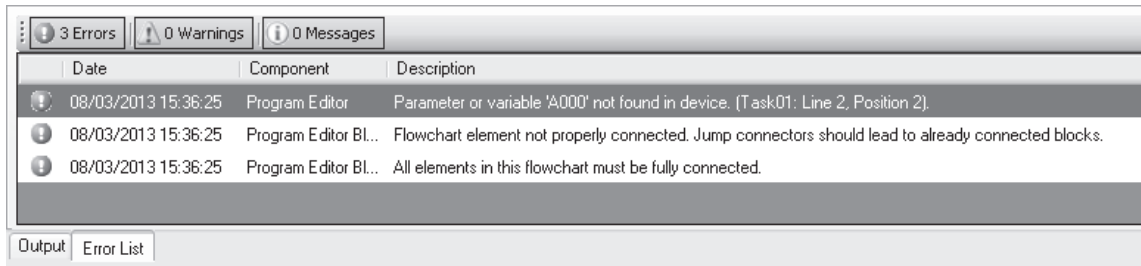 3 Errors 0 Warnings 0 Messages
Date Component Description
08/03/2013 15:36:25 Program Editor Parameter or variable 'A000' not found in device. (Task01: Line 2, Position 2).
08/03/2013 15:36:25 Program Editor Bl... Flowchart element not properly connected. Jump connectors should lead to already connected blocks.
08/03/2013 15:36:25 Program Editor Bl... All elements in this flowchart must be fully connected.
Output Error List